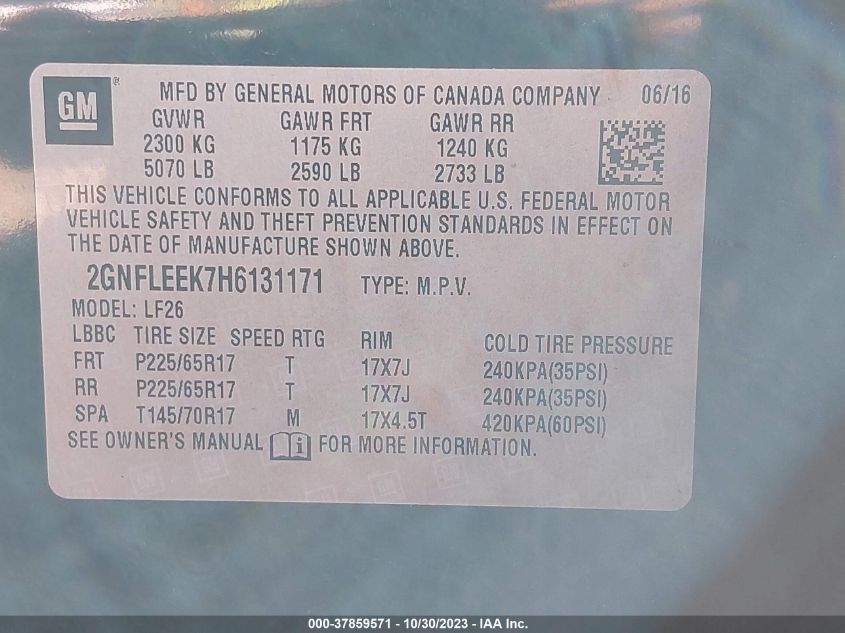 GM ® MFD BY GENERAL MOTORS OF CANADA COMPANY 06/16
GVWR GAWR FRT GAWR RR
2300 KG 1175 KG 1240 KG
5070 LB 2590 LB 2733 LB
THIS VEHICLE CONFORMS TO ALL APPLICABLE U.S. FEDERAL MOTOR
VEHICLE SAFETY AND THEFT PREVENTION STANDARDS IN EFFECT ON
THE DATE OF MANUFACTURE SHOWN ABOVE.
2GNFLEEK7H6131171 TYPE: M.P.V.
MODEL: LF26
LBBC TIRE SIZE SPEED RTG RIM COLD TIRE PRESSURE
FRT P225/65R17 T 17X7J 240KPA(35PSI)
RR P225/65R17 T 17X7J 240KPA(35PSI)
SPA T145/70R17 M 17X4.5T 420KPA(60PSI)
SEE OWNER'S MANUAL i FOR MORE INFORMATION.
000-37859571 - 10/30/2023 - IAA Inc.